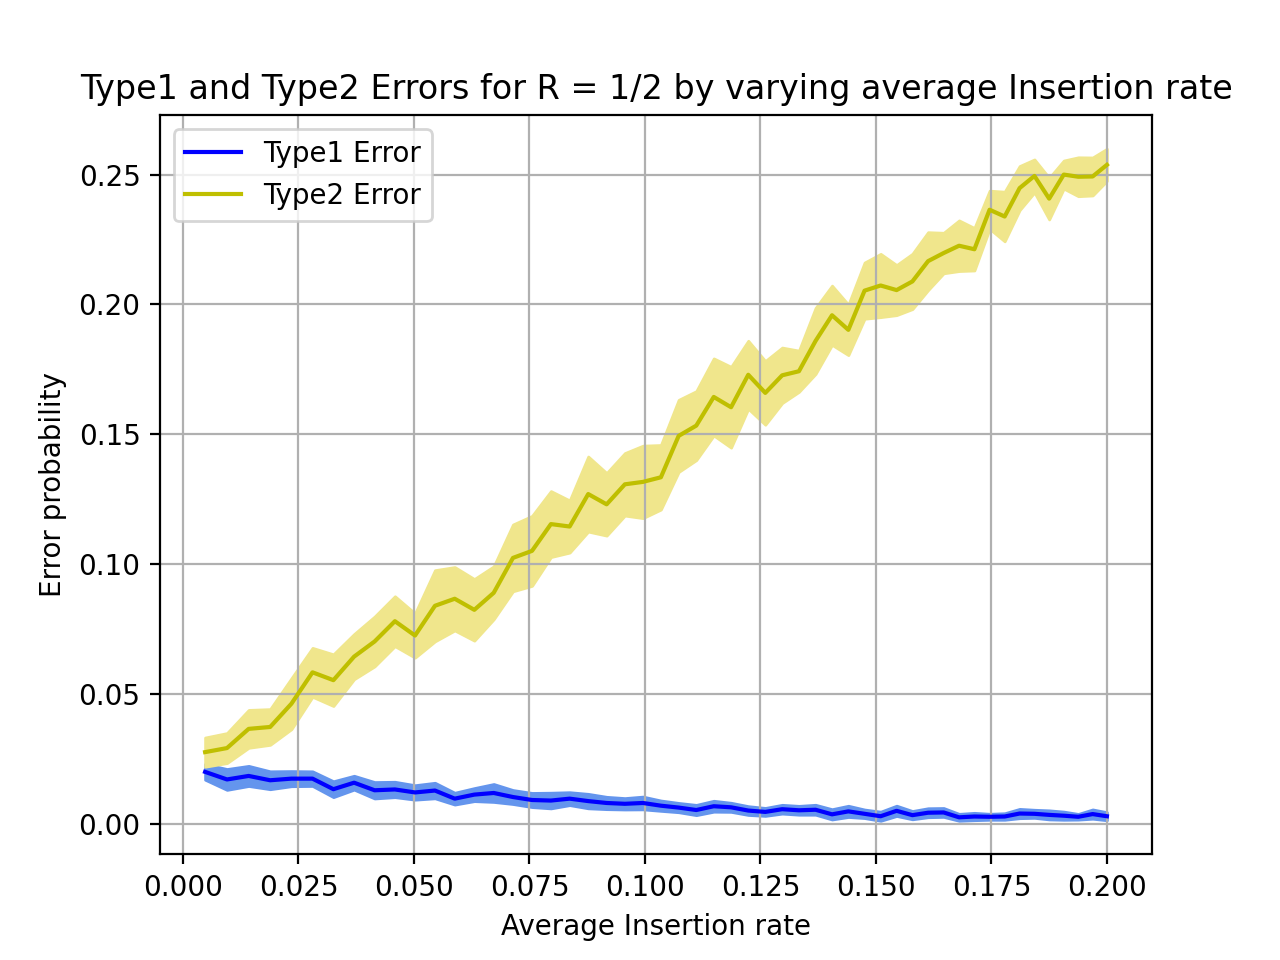 Type1 and Type2 Errors for R = 1/2 by varying average Insertion rate
Type1 Error
Type2 Error
0.25
0.20
0.15
0.10
0.05
0.00
Error probability
0.000 0.025 0.050 0.075 0.100 0.125 0.150 0.175 0.200
Average Insertion rate